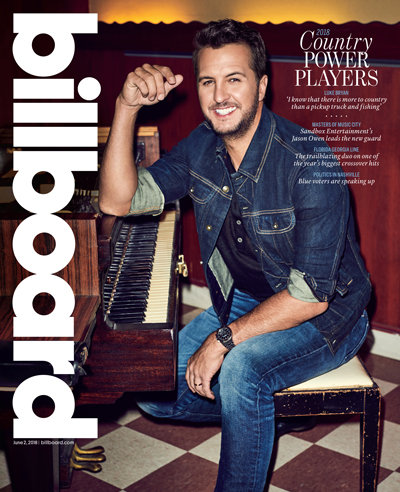 billboard
2018
Country
POWER
PLAYERS
LUKE BRYAN
'I know that there is more to country
than a pickup truck and fishing'
MASTERS OF MUSIC CITY
Sandbox Entertainment's
Jason Owen leads the new guard
FLORIDA GEORGIA LINE
The trailblazing duo on one of
the year's biggest crossover hits
POLITICS IN NASHVILLE
Blue voters are speaking up
June 2, 2018 | billboard.com